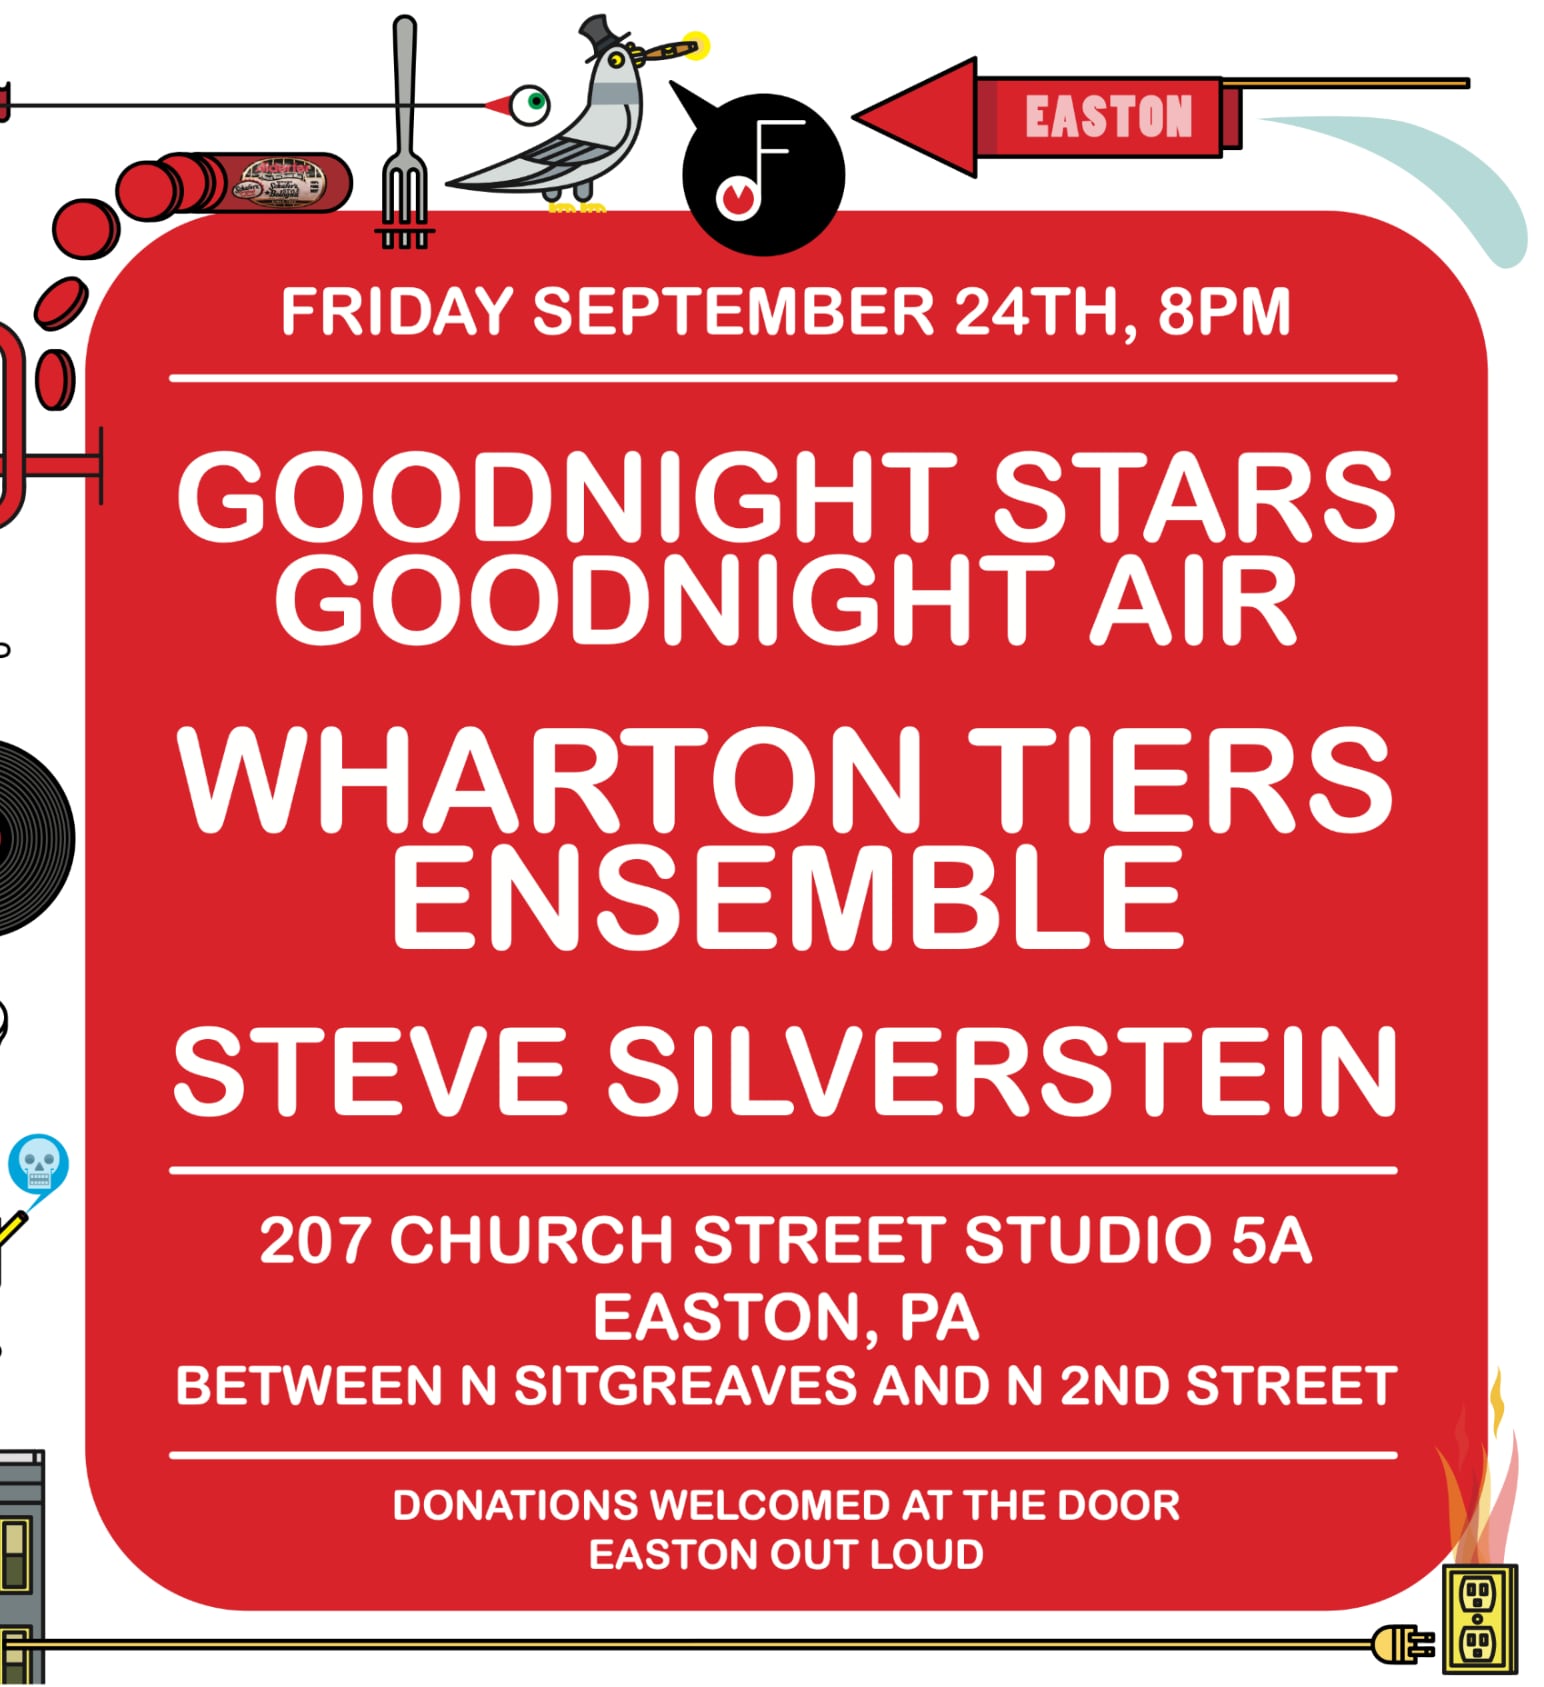 EASTON
FRIDAY SEPTEMBER 24TH, 8PM
GOODNIGHT STARS
GOODNIGHT AIR
WHARTON TIERS
ENSEMBLE
STEVE SILVERSTEIN
207 CHURCH STREET STUDIO 5A
EASTON, PA
BETWEEN N SITGREAVES AND N 2ND STREET
DONATIONS WELCOMED AT THE DOOR
EASTON OUT LOUD